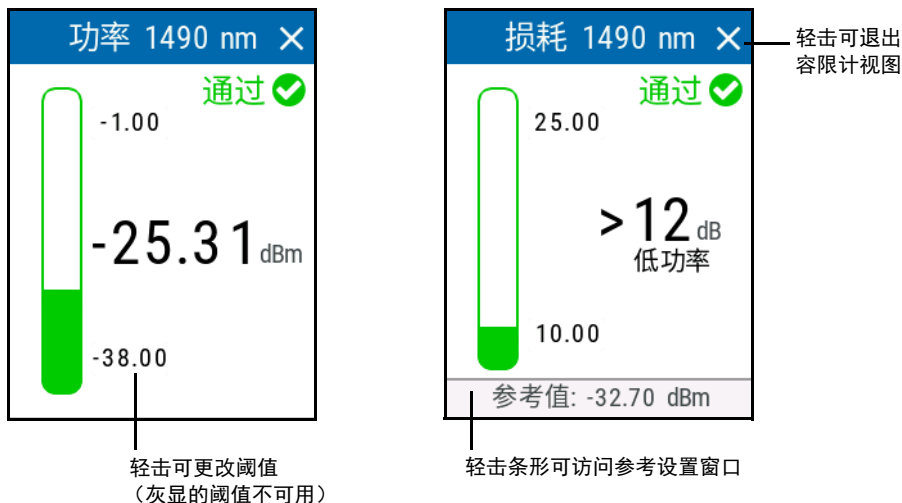 功率 1490 nm ×
通过
-1.00
-25.31 dBm
-38.00
轻击可更改阈值
（灰显的阈值不可用）
损耗 1490 nm ×
通过
25.00
>12 dB
低功率
10.00
参考值: -32.70 dBm
轻击可退出
容限计视图
轻击条形可访问参考设置窗口